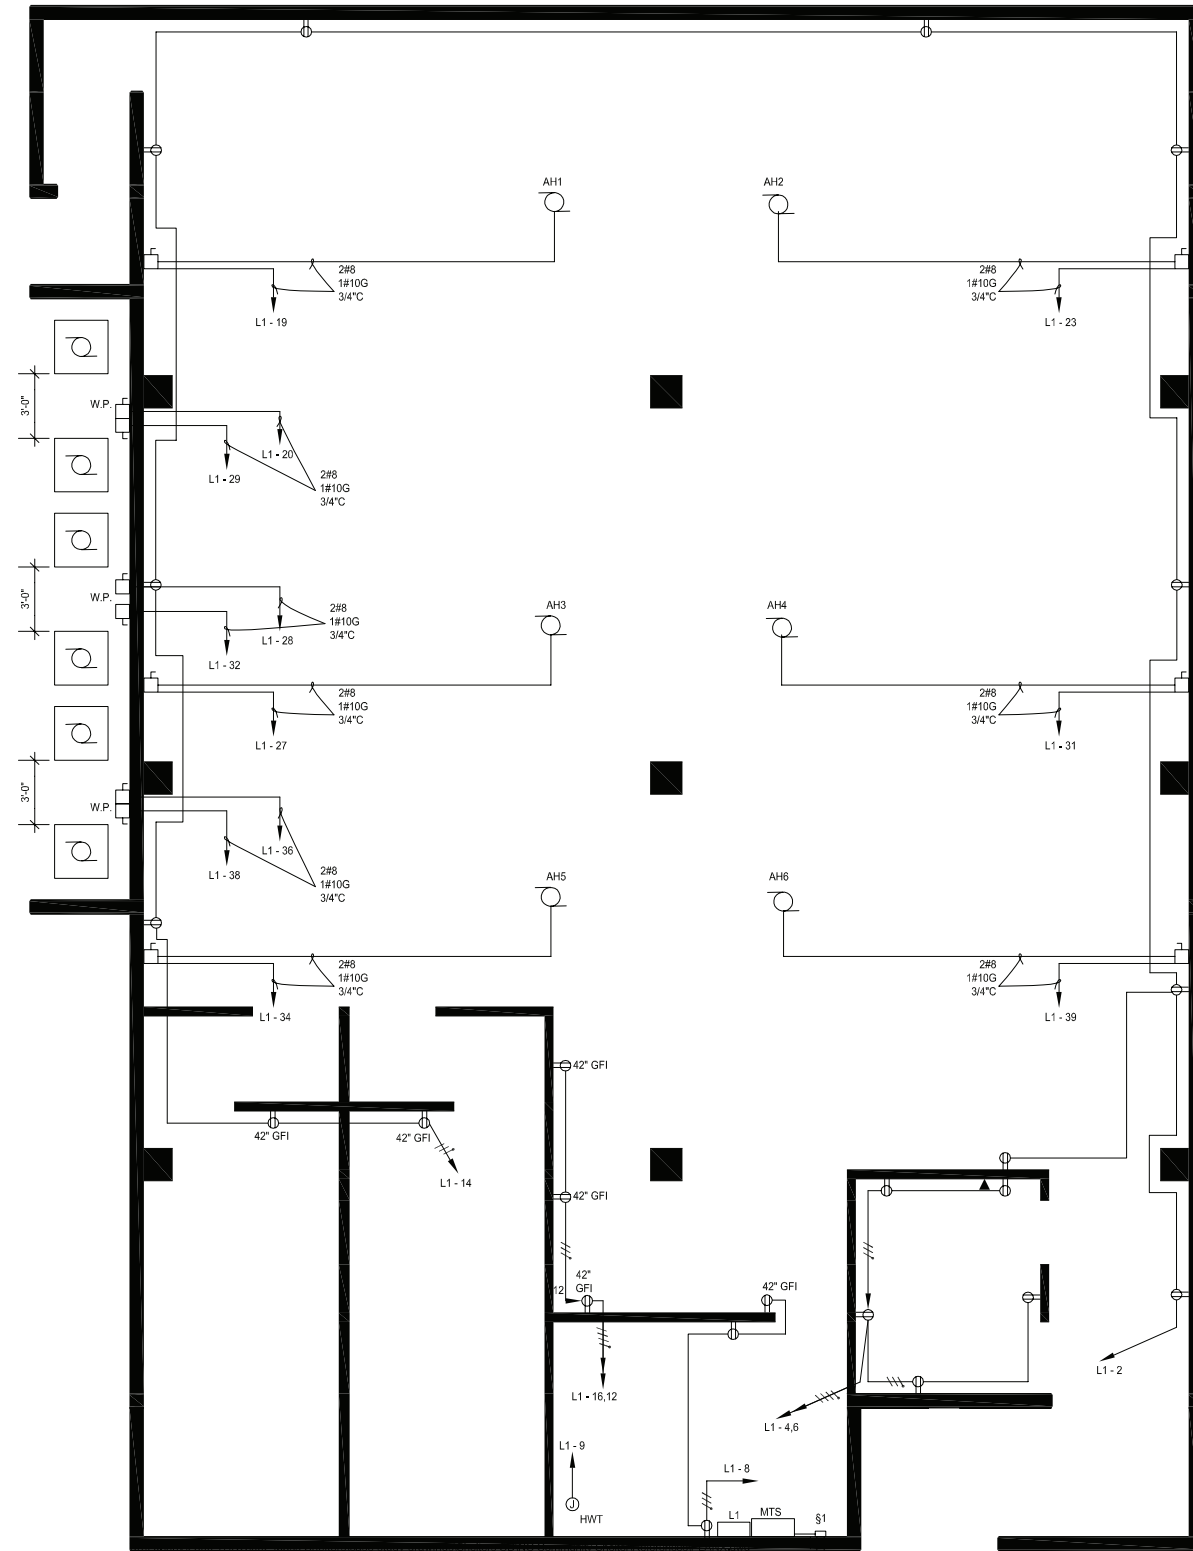 AH1
AH2
2#8
1#10G
3/4"C
L1 - 19
2#8
1#10G
3/4"C
L1 - 23
3'-0"
W.P.
L1 - 20
L1 - 29
2#8
1#10G
3/4"C
3'-0"
W.P.
AH3
AH4
2#8
1#10G
3/4"C
L1 - 28
L1 - 32
2#8
1#10G
3/4"C
L1 - 27
2#8
1#10G
3/4"C
L1 - 31
3'-0"
W.P.
L1 - 36
L1 - 38
2#8
1#10G
3/4"C
AH5
AH6
2#8
1#10G
3/4"C
L1 - 34
2#8
1#10G
3/4"C
L1 - 39
42" GFI
42" GFI
42" GFI
L1 - 14
42" GFI
12
42"
GFI
42" GFI
L1 - 16,12
L1 - 2
L1 - 4,6
L1 - 9
J
HWT
L1 - 8
L1
MTS
§1